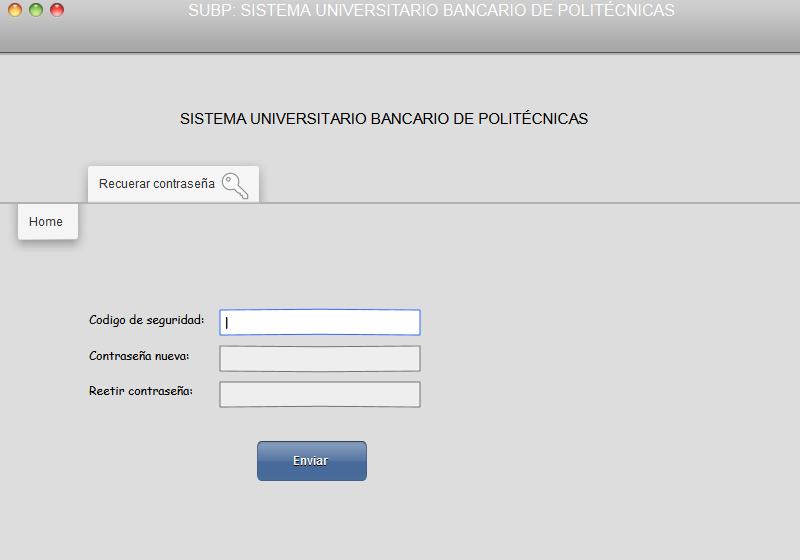 SUBP: SISTEMA UNIVERSITARIO BANCARIO DE POLITÉCNICAS
SISTEMA UNIVERSITARIO BANCARIO DE POLITÉCNICAS
Recuerar contraseña
Home
Codigo de seguridad:
Contraseña nueva:
Reetir contraseña:
Enviar